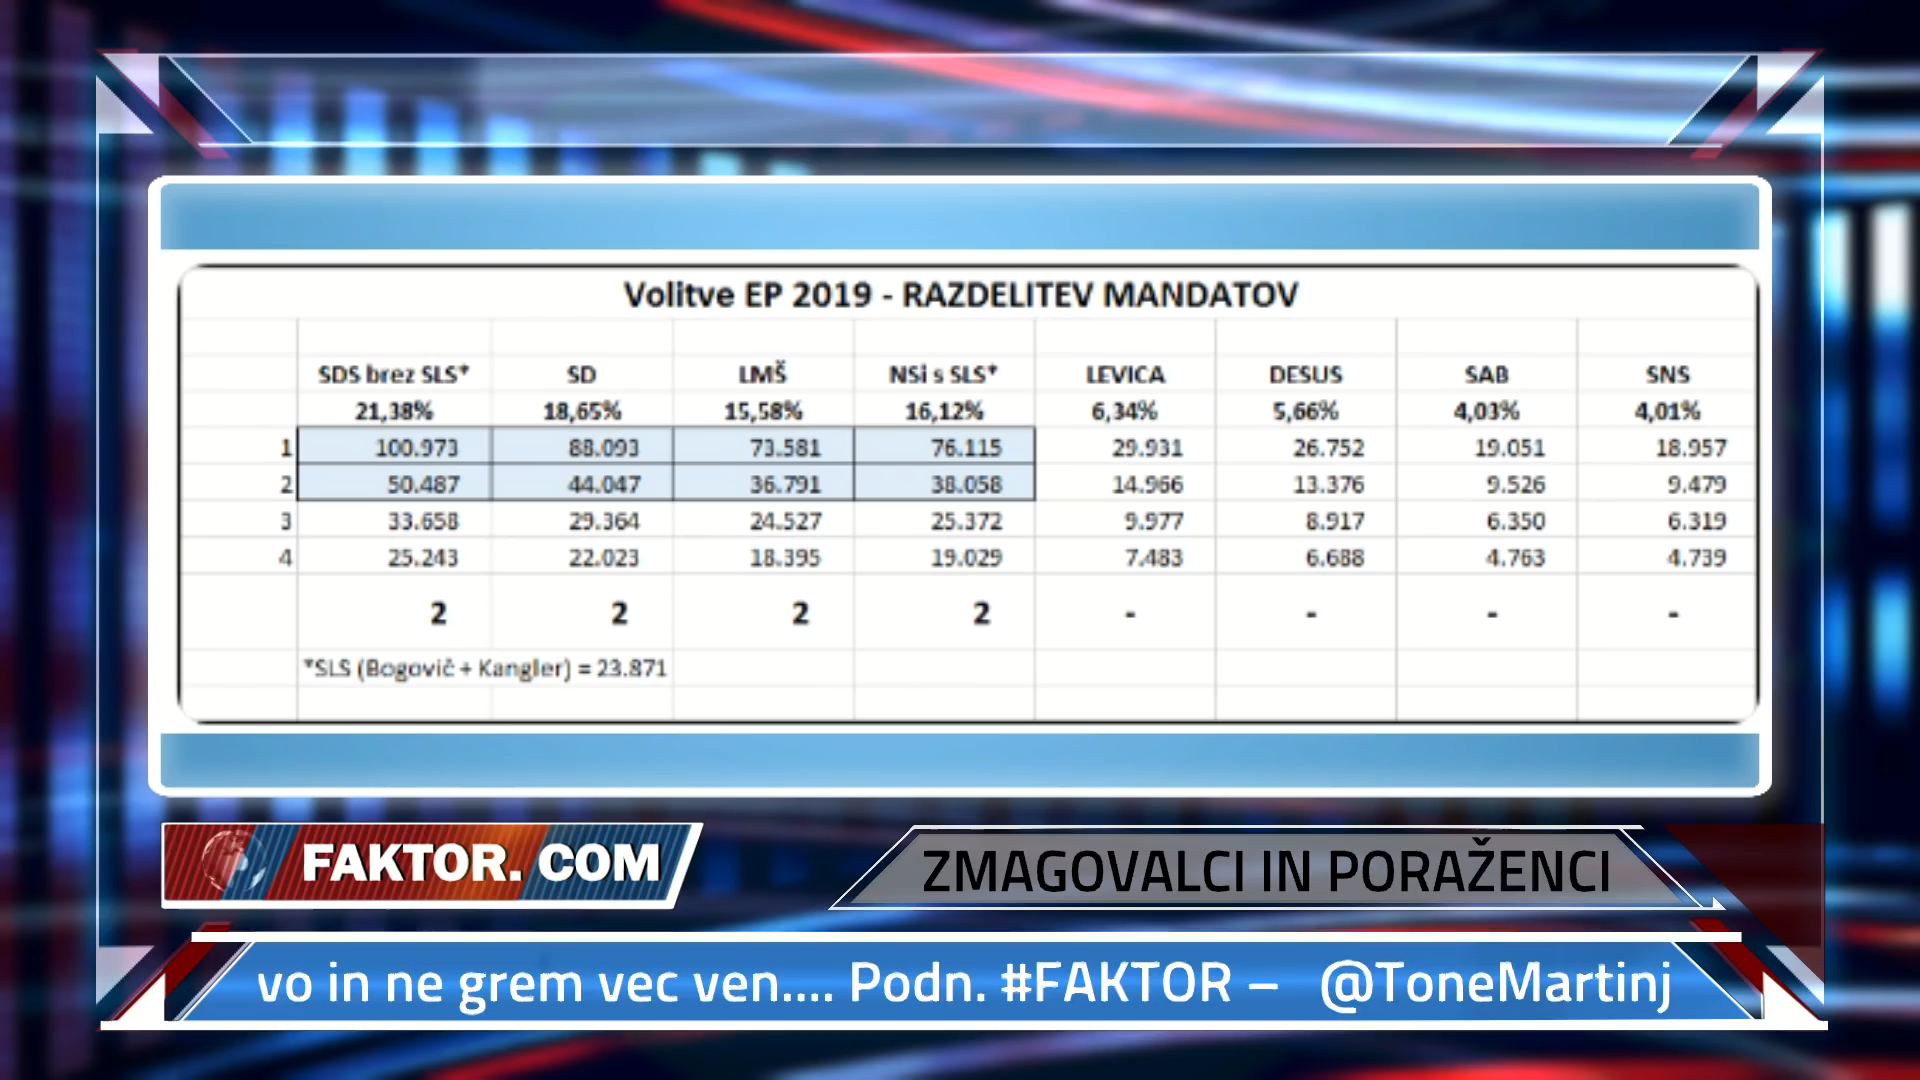 Volitve EP 2019 - RAZDELITEV MANDATOV
SDS brez SLS* SD LMŠ NSi s SLS* LEVICA DESUS SAB SNS
21,38% 18,65% 15,58% 16,12% 6,34% 5,66% 4,03% 4,01%
1 100.973 88.093 73.581 76.115 29.931 26.752 19.051 18.957
2 50.487 44.047 36.791 38.058 14.966 13.376 9.526 9.479
3 33.658 29.364 24.527 25.372 9.977 8.917 6.350 6.319
4 25.243 22.023 18.395 19.029 7.483 6.688 4.763 4.739
2 2 2 2 - - - -
*SLS (Bogovič + Kangler) = 23.871
FAKTOR. COM
ZMAGOVALCI IN PORAŽENCI
vo in ne grem vec ven.... Podn. #FAKTOR – @ToneMartinj